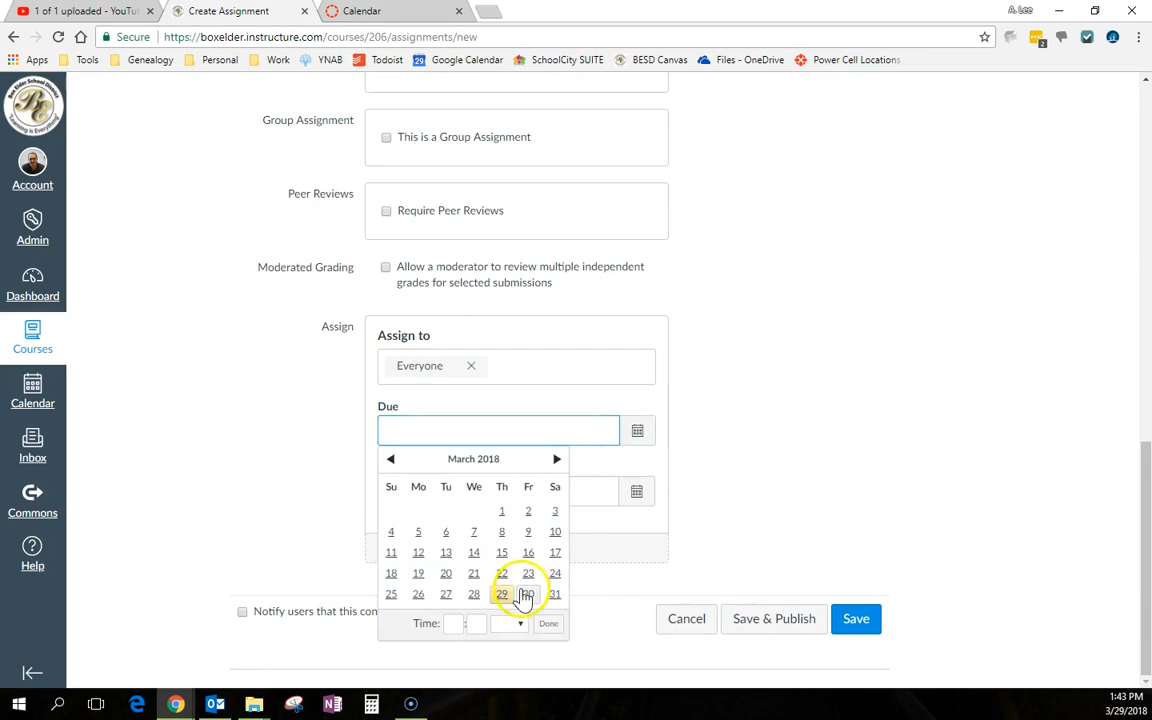 1 of 1 uploaded - YouTu
Create Assignment
Calendar
A. Lee
Secure
https://boxelder.instructure.com/courses/206/assignments/new
2
Apps
Tools
Genealogy
Personal
Work
YNAB
Todoist
29
Google Calendar
SchoolCity SUITE
BESD Canvas
Files - OneDrive
Power Cell Locations
Account
Admin
Dashboard
Courses
Calendar
Inbox
Commons
Help
Group Assignment
This is a Group Assignment
Peer Reviews
Require Peer Reviews
Moderated Grading
Allow a moderator to review multiple independent
grades for selected submissions
Assign
Assign to
Everyone
Due
March 2018
Su Mo Tu We Th Fr Sa
1 2 3
4 5 6 7 8 9 10
11 12 13 14 15 16 17
18 19 20 21 22 23 24
25 26 27 28 29 30 31
Time: : Done
Notify users that this con
Cancel
Save & Publish
Save
1:43 PM
3/29/2018